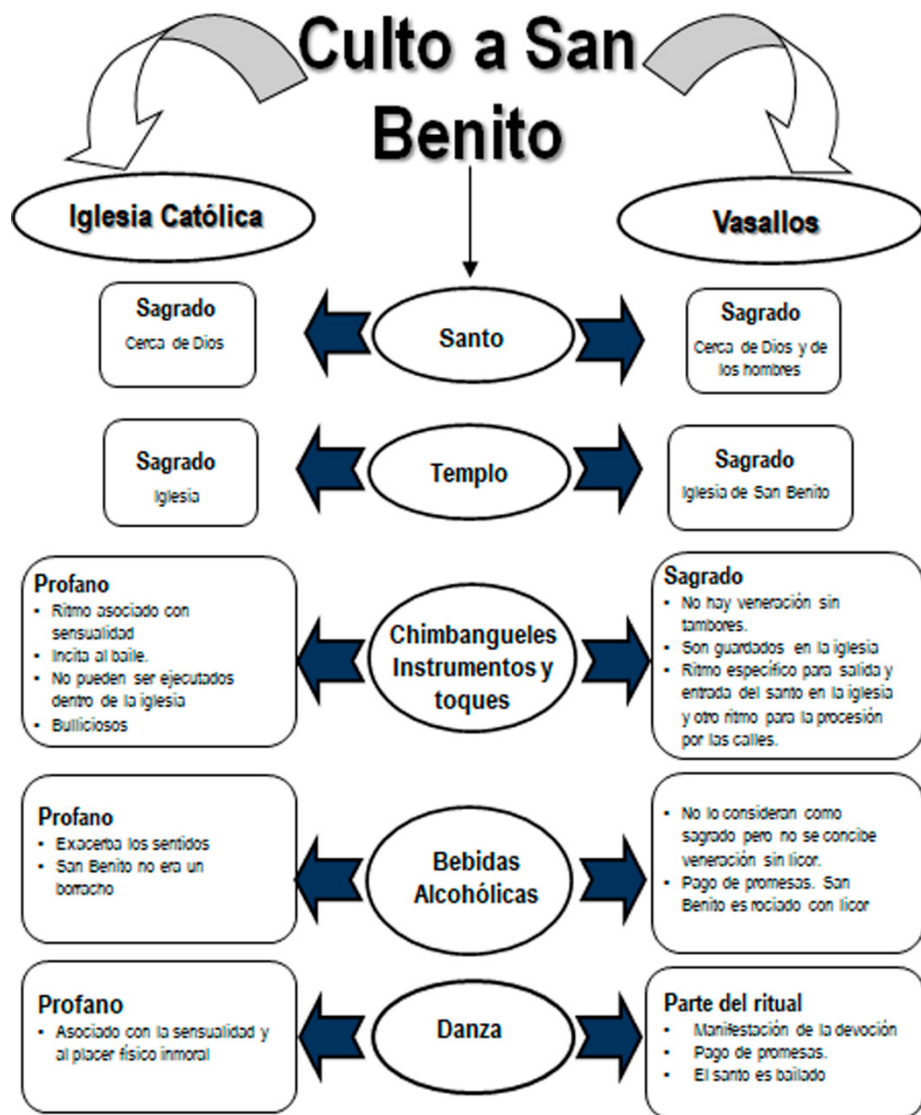 Culto a San
Benito
Iglesia Católica
Vasallos
Sagrado
Cerca de Dios
Santo
Sagrado
Cerca de Dios y de
los hombres
Sagrado
Iglesia
Templo
Sagrado
Iglesia de San Benito
Profano
• Ritmo asociado con
sensualidad
• Incita al baile.
• No pueden ser ejecutados
dentro de la iglesia
• Bulliciosos
Chimbangueles
Instrumentos y
toques
Sagrado
• No hay veneración sin
tambores.
• Son guardados en la iglesia
• Ritmo específico para salida y
entrada del santo en la iglesia
y otro ritmo para la procesión
por las calles.
Profano
• Exacerba los sentidos
• San Benito no era un
borracho
Bebidas
Alcohólicas
• No lo consideran como
sagrado pero no se concibe
veneración sin licor.
• Pago de promesas. San
Benito es rociado con licor
Profano
• Asociado con la sensualidad y
al placer físico inmoral
Danza
Parte del ritual
• Manifestación de la devoción
• Pago de promesas.
• El santo es bailado